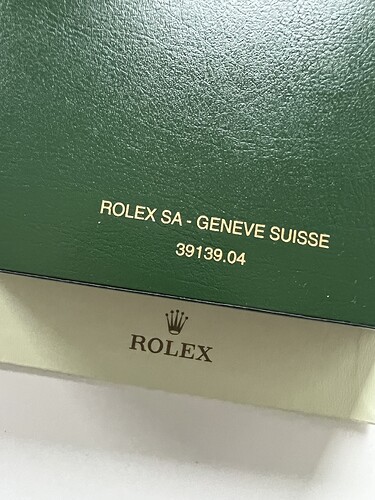 ROLEX SA - GENEVE SUISSE
39139.04
ROLEX